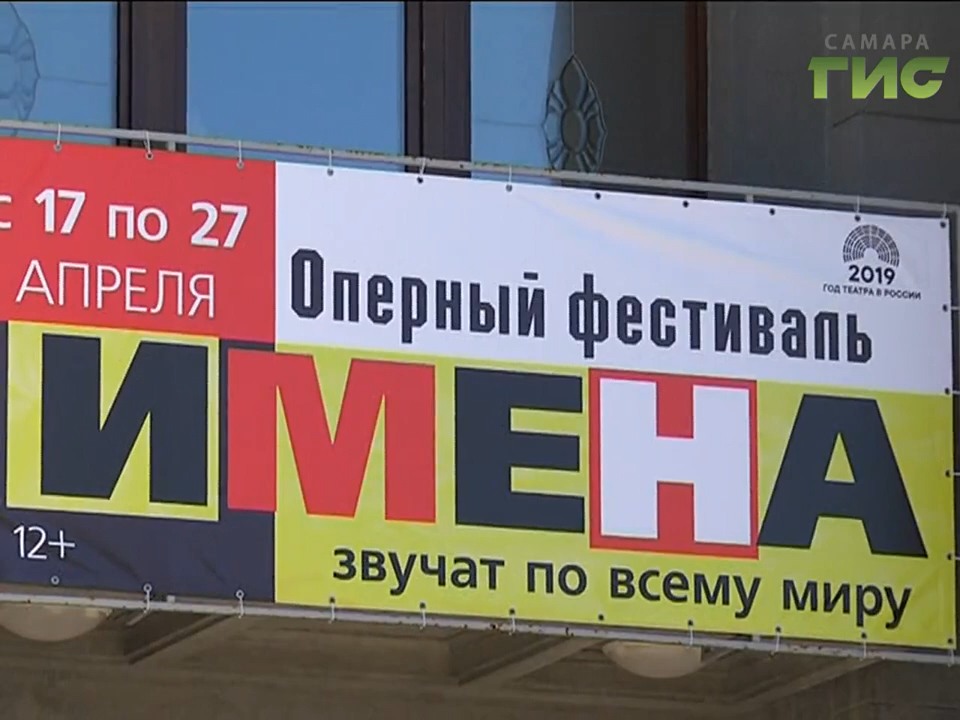 САМАРА
ГИС
с 17 по 27
АПРЕЛЯ
Оперный фестиваль
2019
ГОД ТЕАТРА В РОССИИ
ИМЕНА
12+
звучат по всему миру